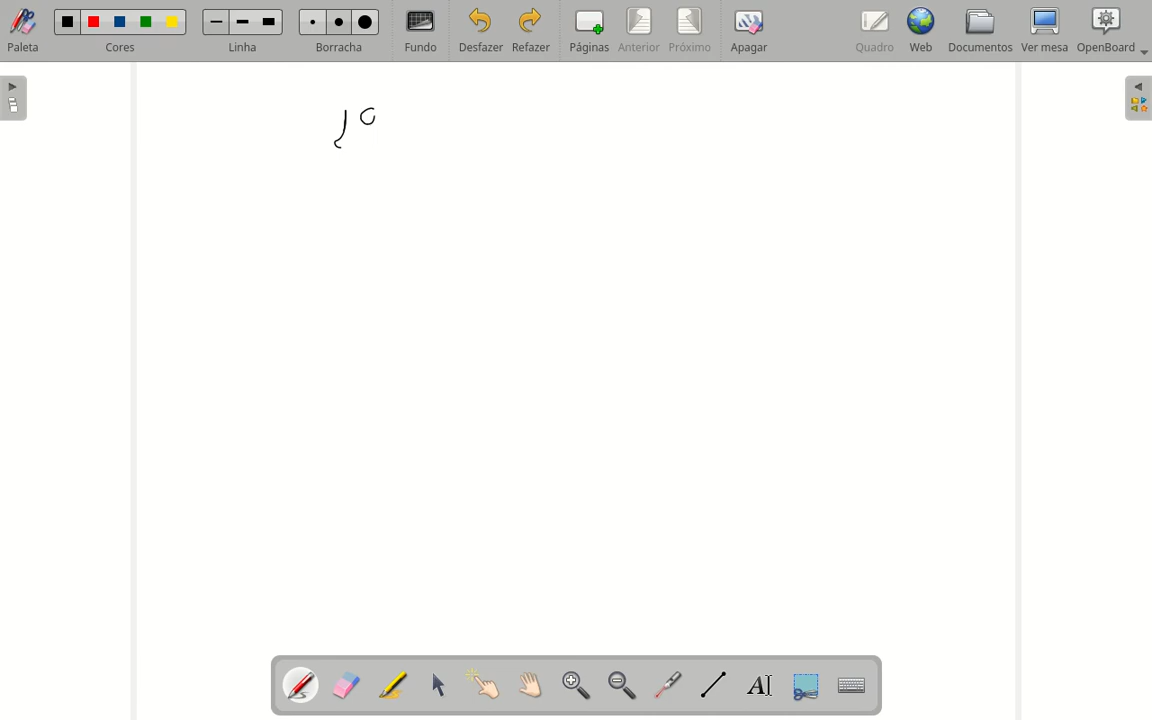 Paleta
Cores
Linha
Borracha
Fundo
Desfazer
Refazer
Páginas
Anterior
Próximo
Apagar
Quadro
Web
Documentos
Ver mesa
OpenBoard
A